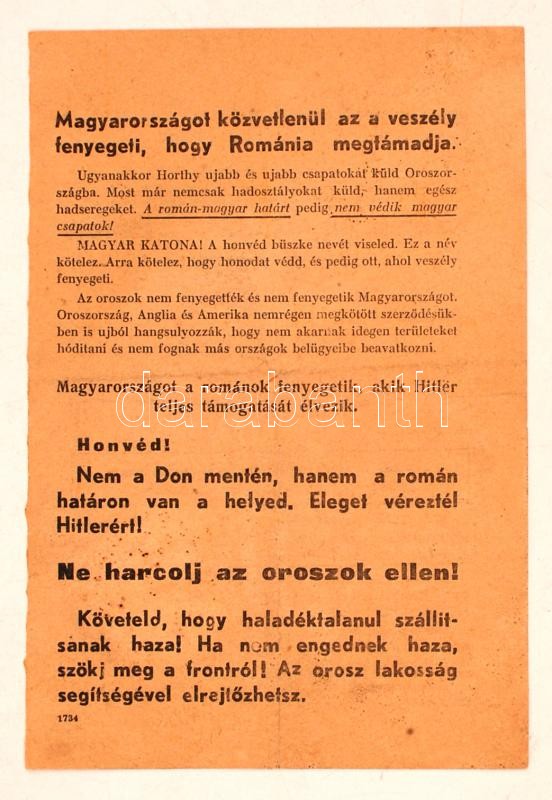 Magyarországot közvetlenül az a veszély
fenyegeti, hogy Románia megtámadja.
Ugyanakkor Horthy ujabb és ujabb csapatokat küld Oroszor-
szágba. Most már nemcsak hadosztályokat küld, hanem egész
hadseregeket. A román-magyar határt pedig nem védik magyar
csapatok!
MAGYAR KATONA! A honvéd büszke nevét viseled. Ez a név
kötelez. Arra kötelez, hogy honodat védd, és pedig ott, ahol veszély
fenyegeti.
Az oroszok nem fenyegették és nem fenyegetik Magyarországot.
Oroszország, Anglia és Amerika nemrégen megkötött szerződésük-
ben is ujból hangsulyozzák, hogy nem akarnak idegen területeket
hóditani és nem fognak más országok belügyeibe beavatkozni.
Magyarországot a románok fenyegetik, akik Hitler
teljes támogatását élvezik.
darabanth
Honvéd!
Nem a Don mentén, hanem a román
határon van a helyed. Eleget véreztél
Hitlerért!
Ne harcolj az oroszok ellen!
Követeld, hogy haladéktalanul szállit-
sanak haza! Ha nem engednek haza,
szökj meg a frontról! Az orosz lakosság
segítségével elrejtőzhetsz.
1734